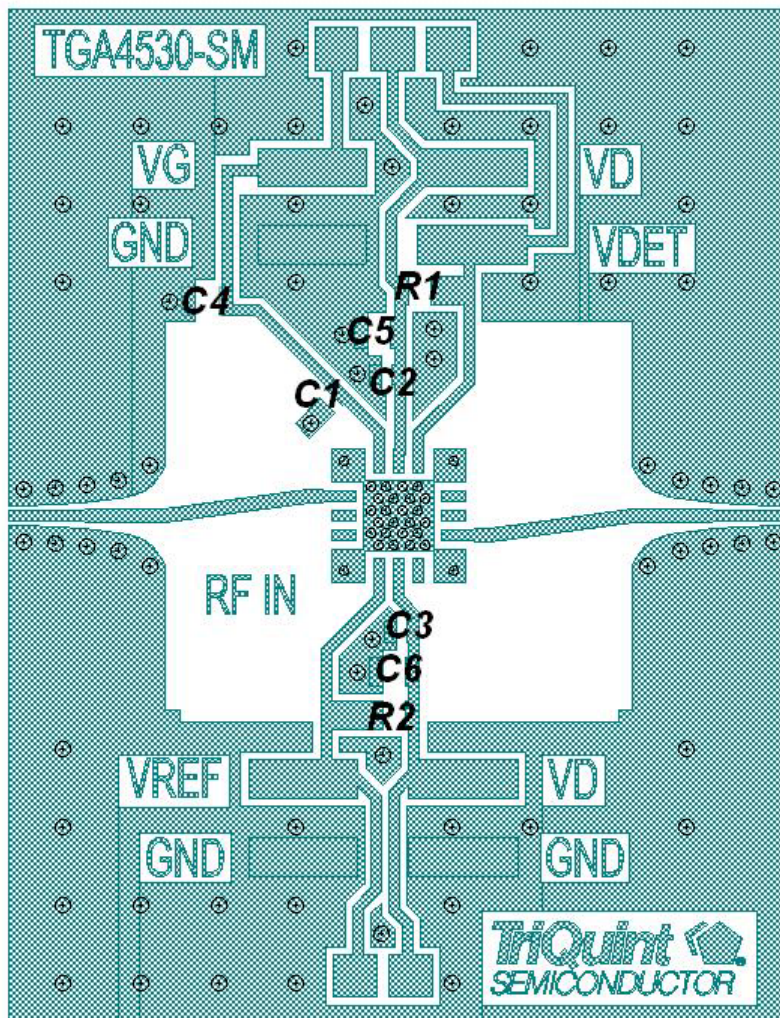 TGA4530-SM
VG
VD
GND
VDET
R1
C4
C5
C2
C1
RF IN
C3
C6
R2
VREF
VD
GND
GND
TriQuint
SEMICONDUCTOR